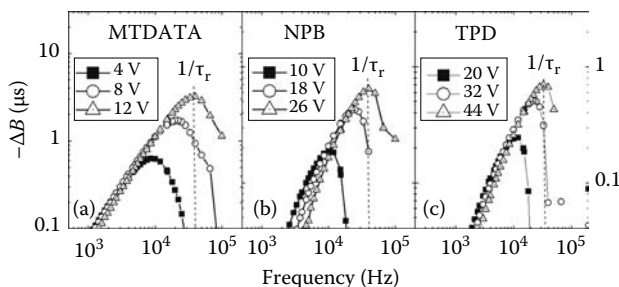 MTDATA NPB TPD
10 1/τr 1/τr 1/τr 1
4 V 10 V 20 V
8 V 18 V 32 V
12 V 26 V 44 V
−ΔB (μs)
1
0.1
(a) (b) (c)
0.1
10³ 10⁴ 10⁵ 10³ 10⁴ 10⁵ 10³ 10⁴ 10⁵
Frequency (Hz)